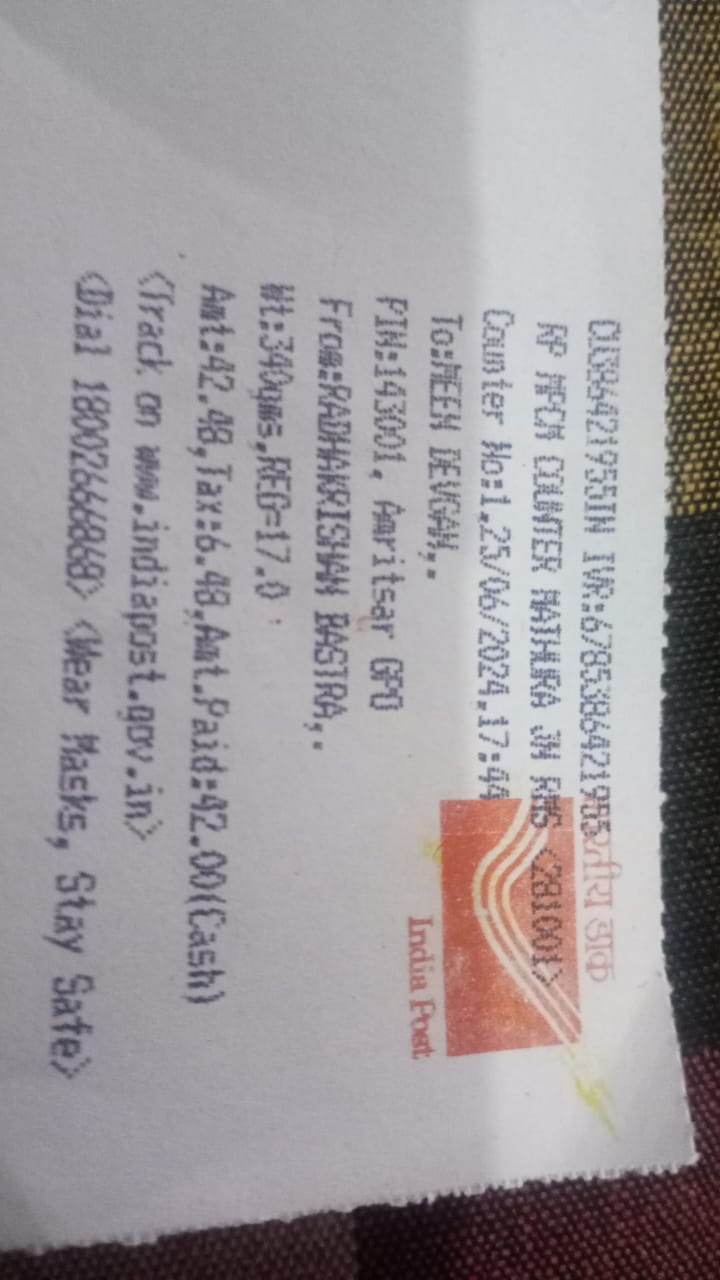 भारतीय डाक
CU386421955IN IVR:6785386421955
RP MPCM COUNTER MATHURA JN RMS <281001>
Counter No:1,25/06/2024,17:44
To:MEEN DEVGAN,.
PIN:143001, Amritsar GPO
From:RADHAKRISHAN BASTRA,.
Wt:340gms,REG=17.0
Amt:42.48,Tax:6.48,Amt.Paid:42.00(Cash)
<Track on www.indiapost.gov.in>
<Dial 18002666868> <Wear Masks, Stay Safe>
India Post